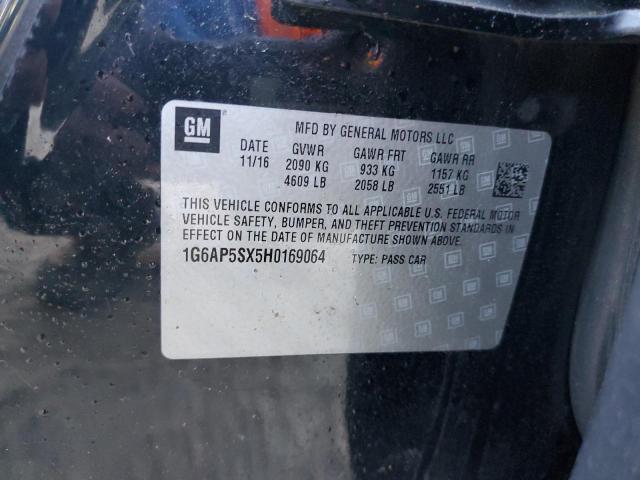 GM
MFD BY GENERAL MOTORS LLC
DATE GVWR GAWR FRT GAWR RR
11/16 2090 KG 933 KG 1157 KG
4609 LB 2058 LB 2551 LB
THIS VEHICLE CONFORMS TO ALL APPLICABLE U.S. FEDERAL MOTOR
VEHICLE SAFETY, BUMPER, AND THEFT PREVENTION STANDARDS IN
EFFECT ON THE DATE OF MANUFACTURE SHOWN ABOVE.
1G6AP5SX5H0169064 TYPE: PASS CAR